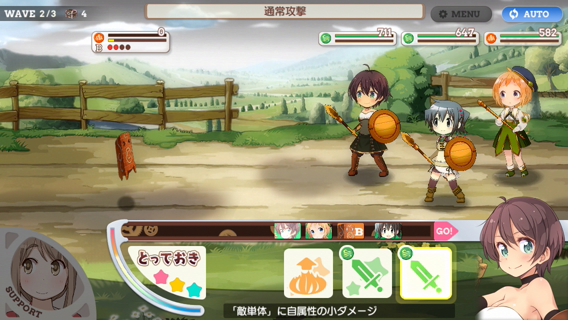 WAVE 2/3 4
通常攻撃
MENU
AUTO
0
B
711
647
582
B
GO!
とっておき
SUPPORT
「敵単体」に自属性の小ダメージ